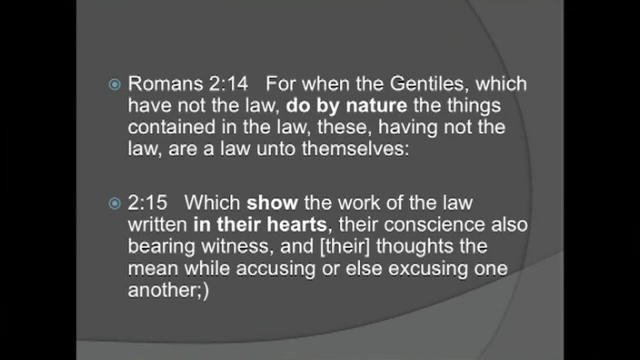 Romans 2:14 For when the Gentiles, which
have not the law, do by nature the things
contained in the law, these, having not the
law, are a law unto themselves:
2:15 Which show the work of the law
written in their hearts, their conscience also
bearing witness, and [their] thoughts the
mean while accusing or else excusing one
another;)